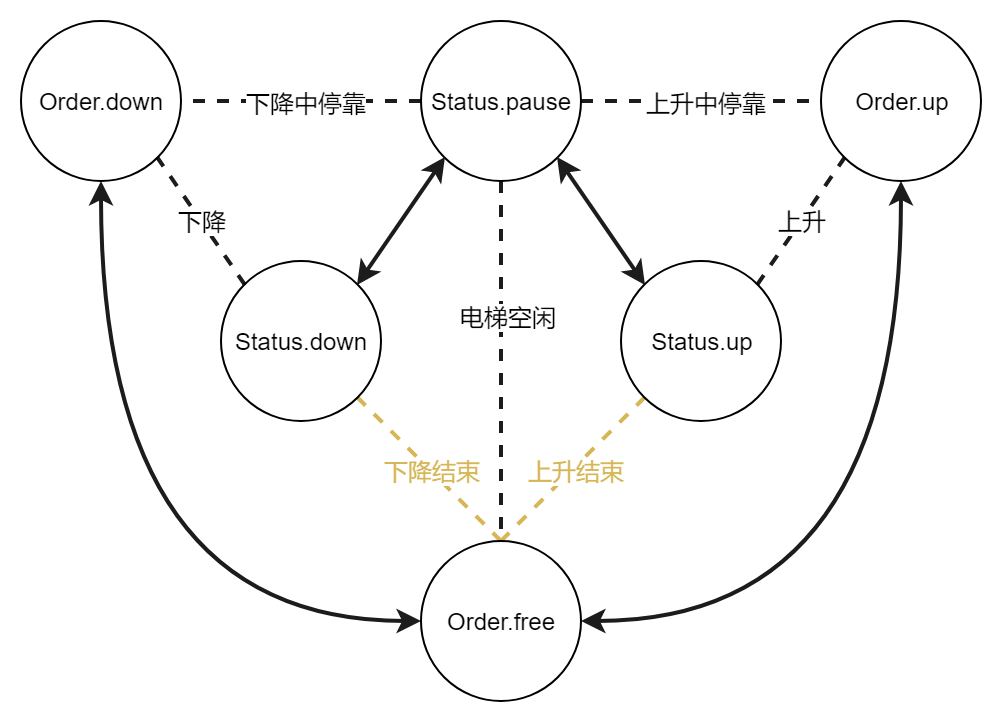 Order.down
下降中停靠
Status.pause
上升中停靠
Order.up
下降
上升
电梯空闲
Status.down
Status.up
下降结束
上升结束
Order.free